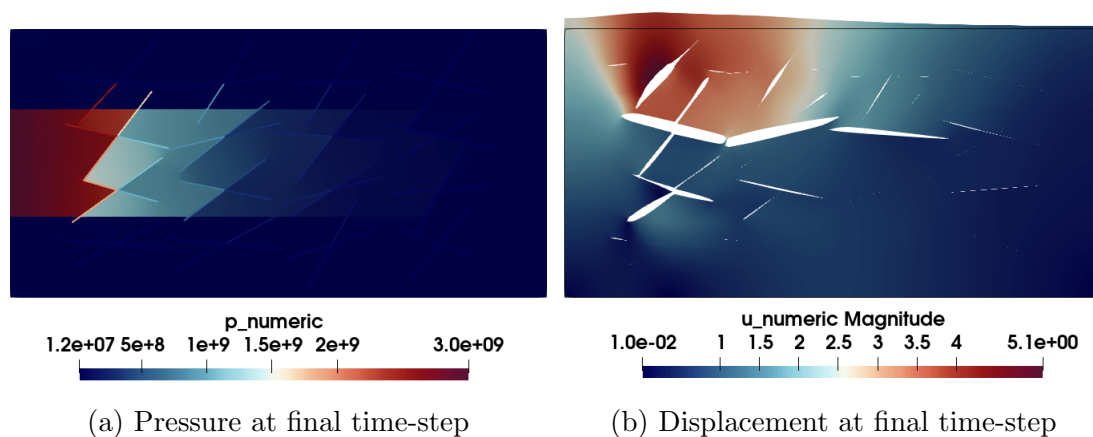 p_numeric
1.2e+07 5e+8 1e+9 1.5e+9 2e+9 3.0e+09
(a) Pressure at final time-step
u_numeric Magnitude
1.0e-02 1 1.5 2 2.5 3 3.5 4 5.1e+00
(b) Displacement at final time-step